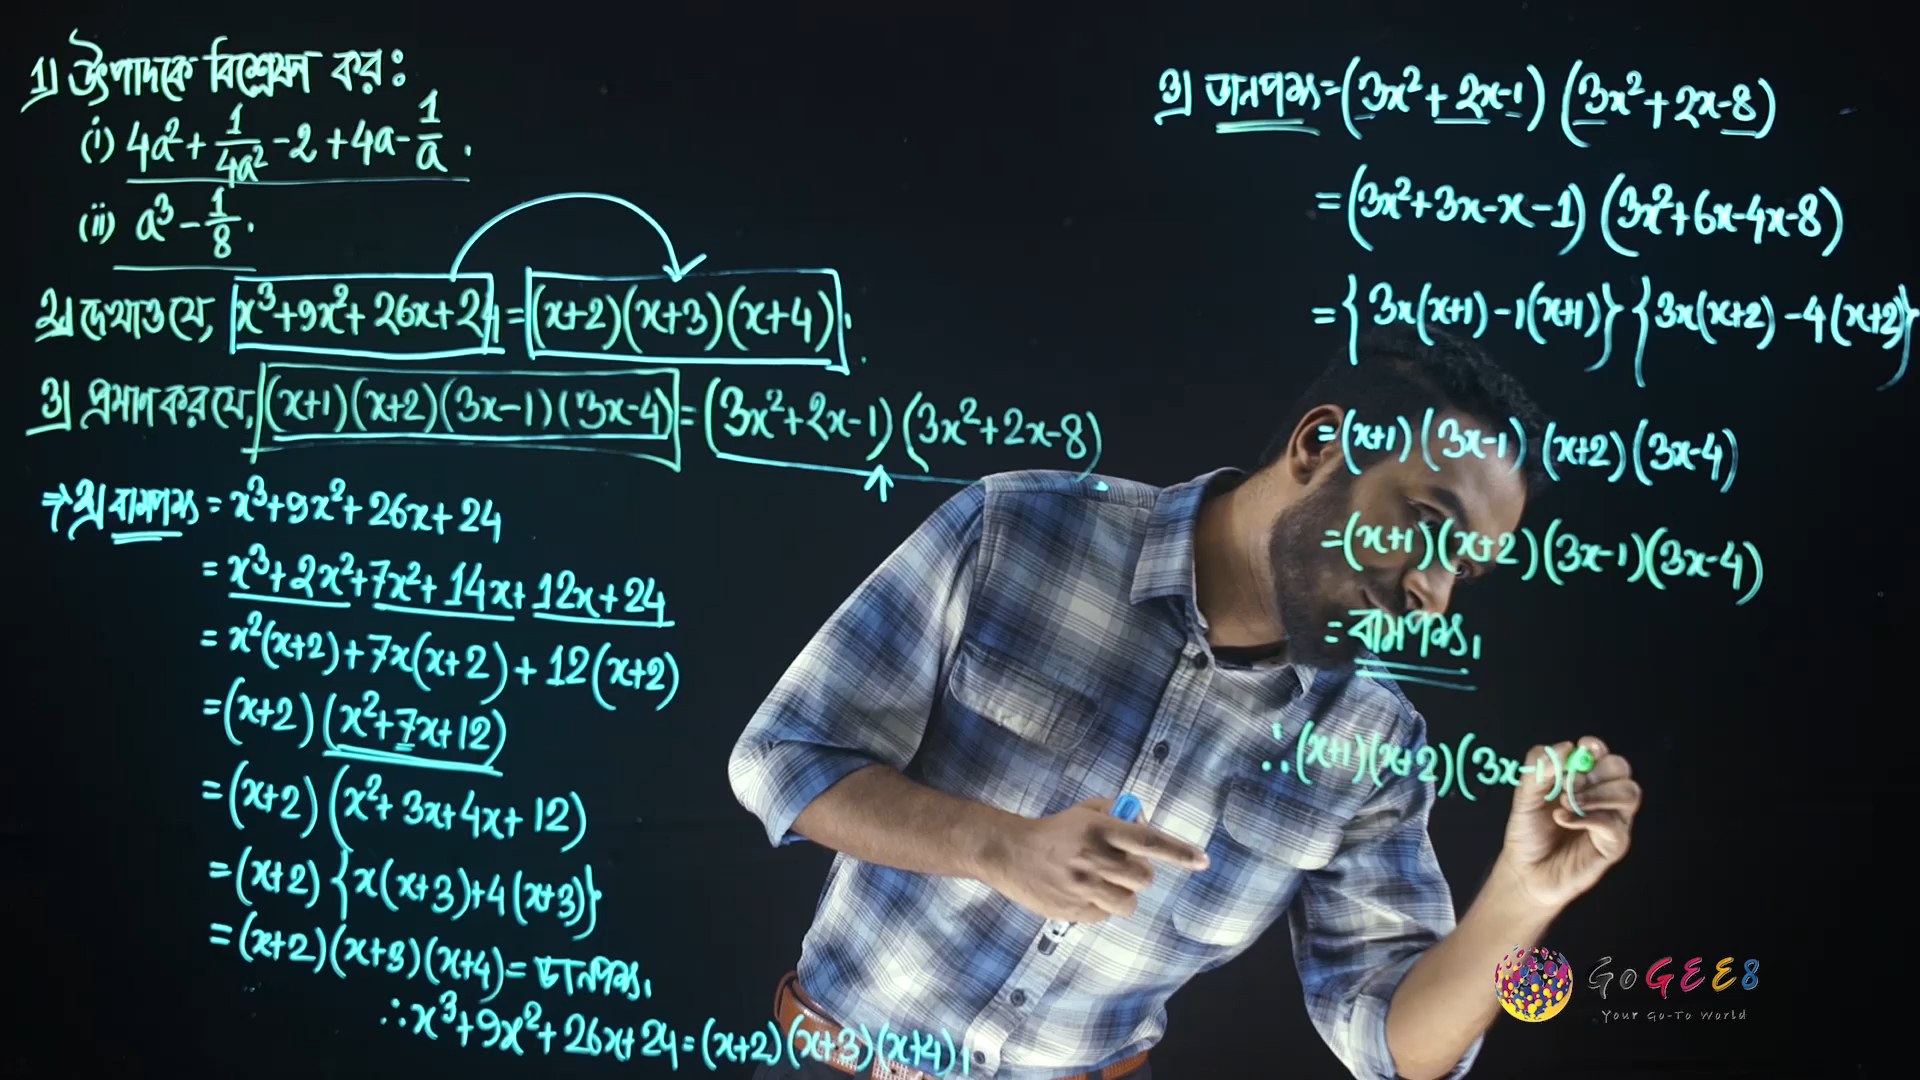 1) উৎপাদকে বিশ্লেষন কর:
(i) 4a² + 1/4a² - 2 + 4a - 1/a .
(ii) a³ - 1/8.
২) দেখাও যে, x³+9x²+26x+24 = (x+2)(x+3)(x+4)।
৩) প্রমাণ কর যে, (x+1)(x+2)(3x-1)(3x-4) = (3x²+2x-1)(3x²+2x-8)
⇒ ২) বামপক্ষ = x³+9x²+26x+24
= x³+2x²+7x²+14x+12x+24
= x²(x+2)+7x(x+2)+12(x+2)
= (x+2)(x²+7x+12)
= (x+2)(x²+3x+4x+12)
= (x+2){x(x+3)+4(x+3)}
= (x+2)(x+3)(x+4) = ডানপক্ষ।
∴ x³+9x²+26x+24 = (x+2)(x+3)(x+4)।
৩) ডানপক্ষ = (3x²+2x-1)(3x²+2x-8)
= (3x²+3x-x-1)(3x²+6x-4x-8)
= {3x(x+1)-1(x+1)}{3x(x+2)-4(x+2)}
= (x+1)(3x-1)(x+2)(3x-4)
= (x+1)(x+2)(3x-1)(3x-4)
= বামপক্ষ।
∴ (x+1)(x+2)(3x-1)(
GOGEE8
Your Go-To World